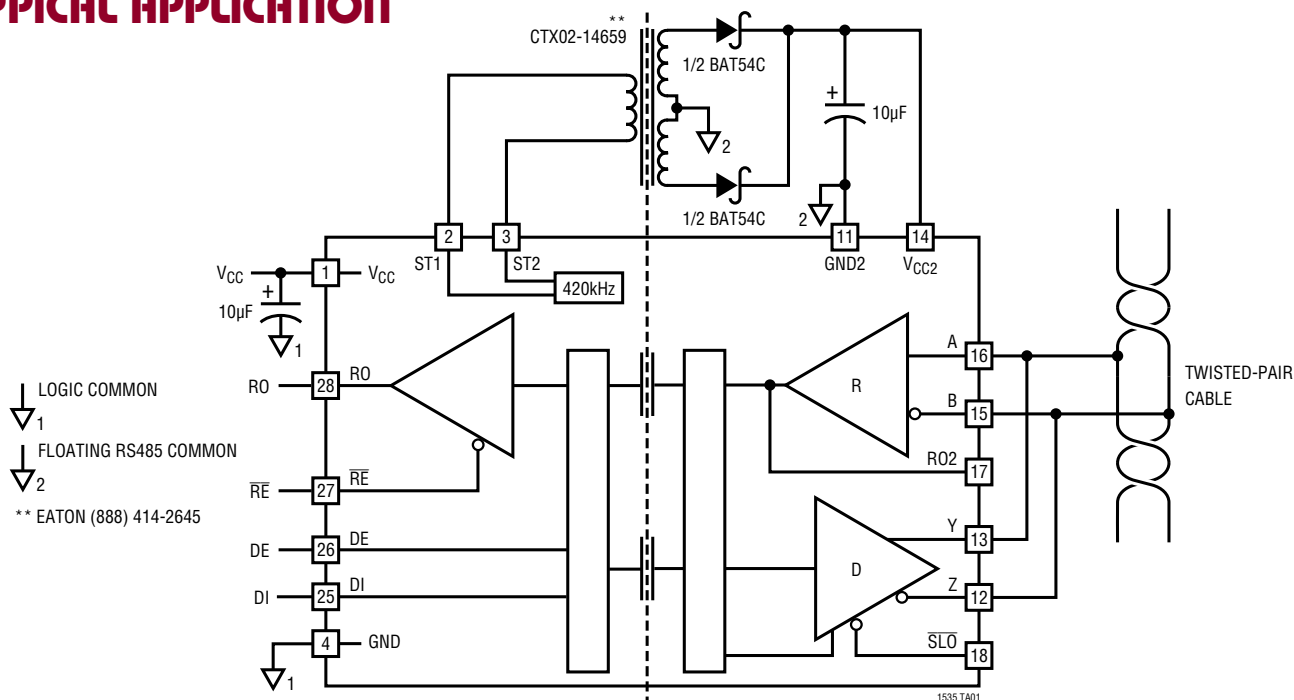 TYPICAL APPLICATION
**
CTX02-14659
1/2 BAT54C
+
10µF
2
2
1/2 BAT54C
2
3
11
14
ST1
ST2
GND2
VCC2
VCC
1
VCC
+
10µF
1
420kHz
RO
28
RO
R
A
16
B
15
RO2
17
TWISTED-PAIR
CABLE
LOGIC COMMON
1
FLOATING RS485 COMMON
2
** EATON (888) 414-2645
RE
27
RE
DE
26
DE
DI
25
DI
4
GND
1
D
Y
13
Z
12
SLO
18
1535 TA01